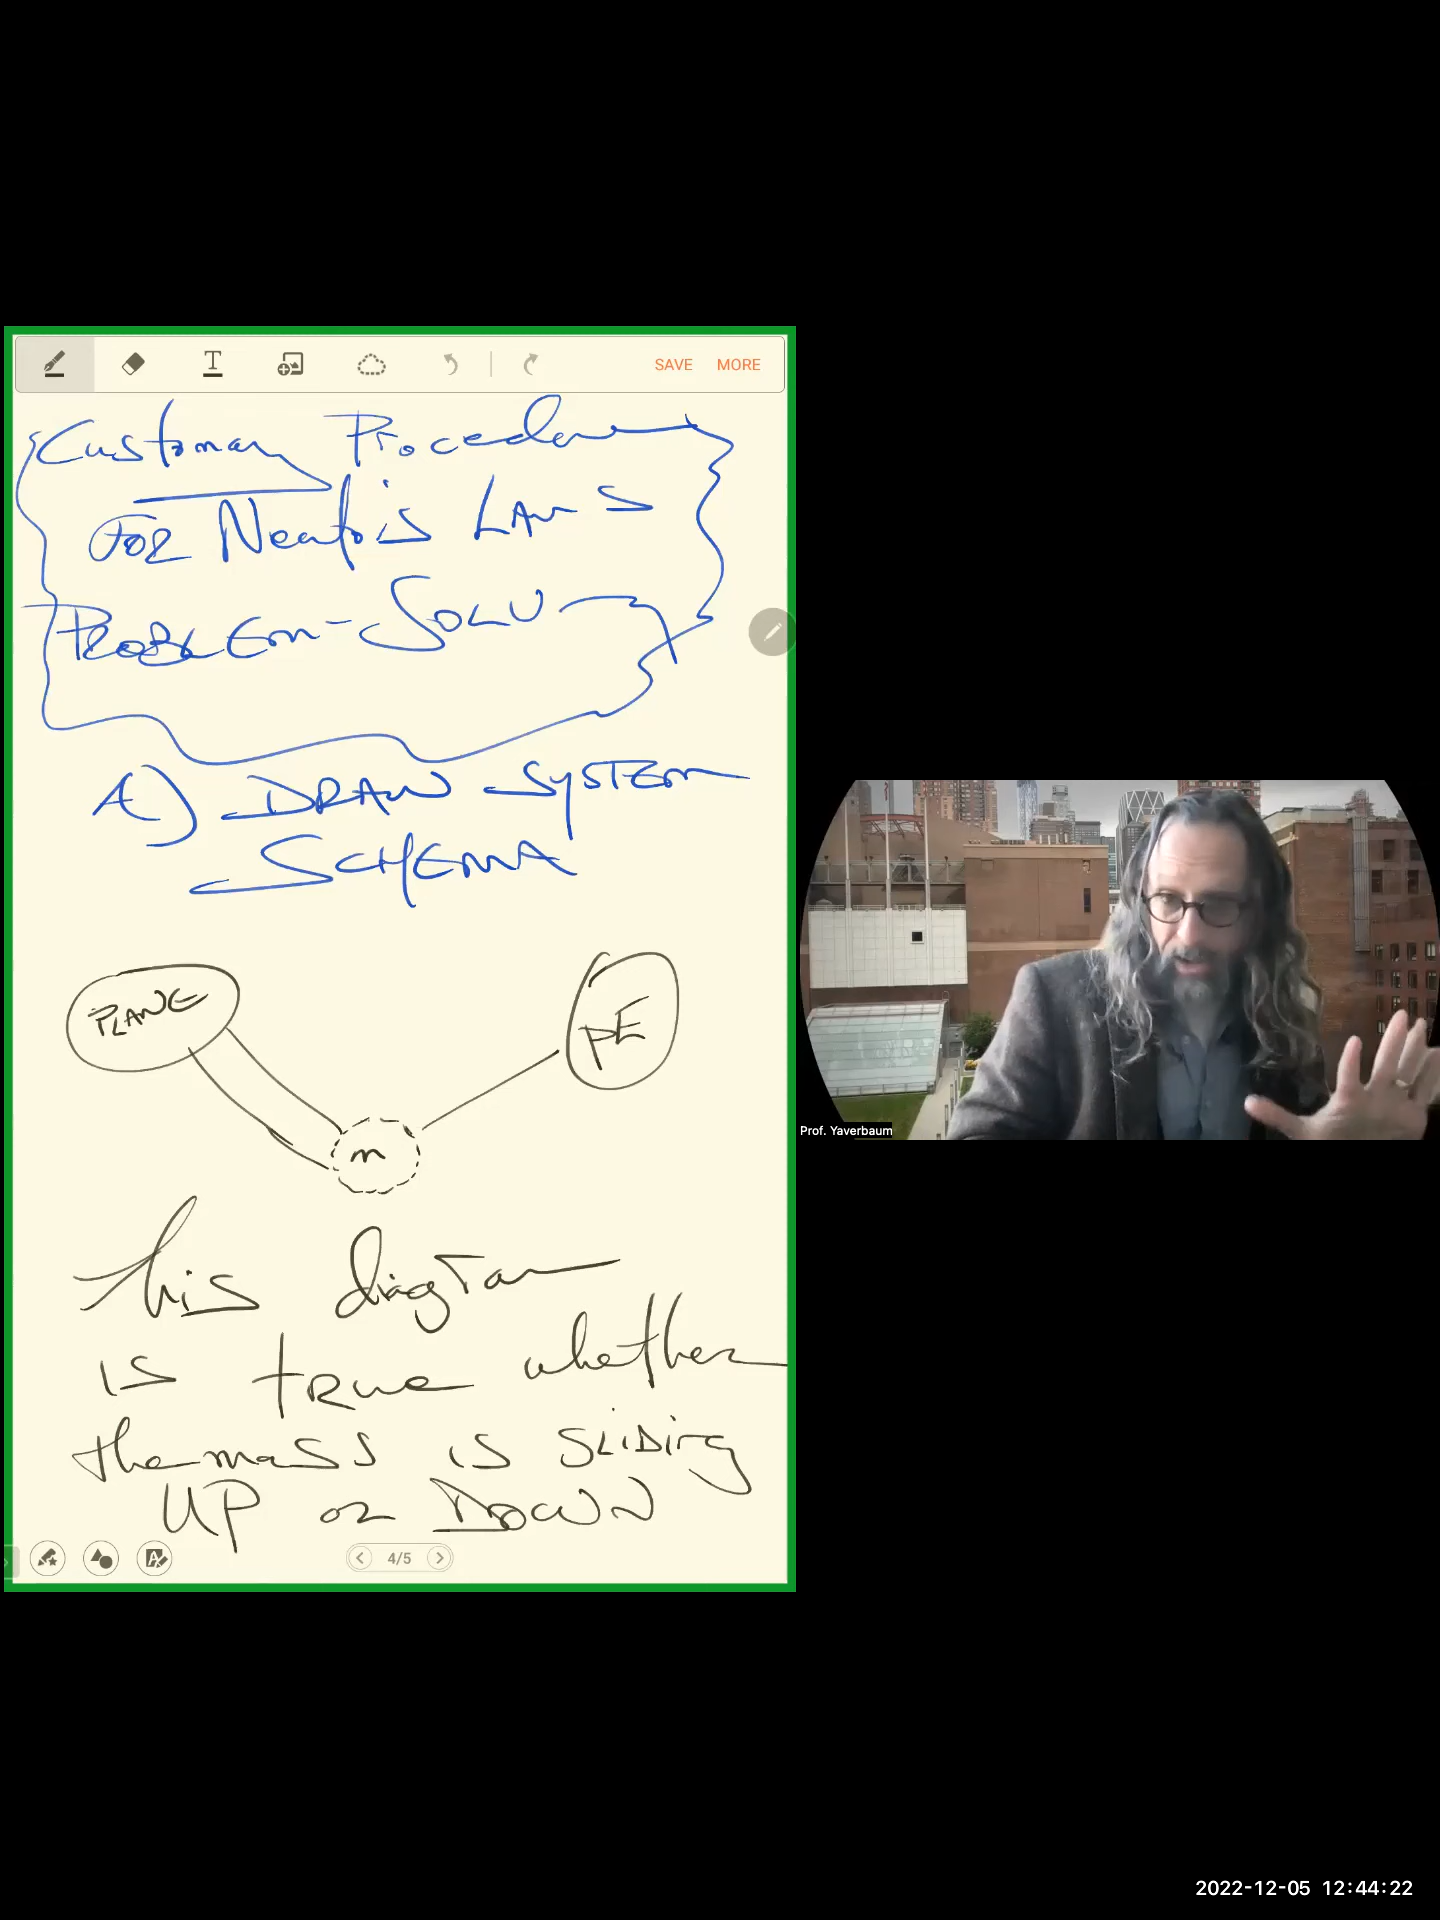 SAVE MORE
Customary Procedure
FOR Newton's LAWS
PROBLEM-SOLV
A) DRAW SYSTEM
SCHEMA
PLANE
PE
m
this diagram
is TRUE whether
the mass is SLIDING
UP or DOWN
4/5
Prof. Yaverbaum
2022-12-05 12:44:22